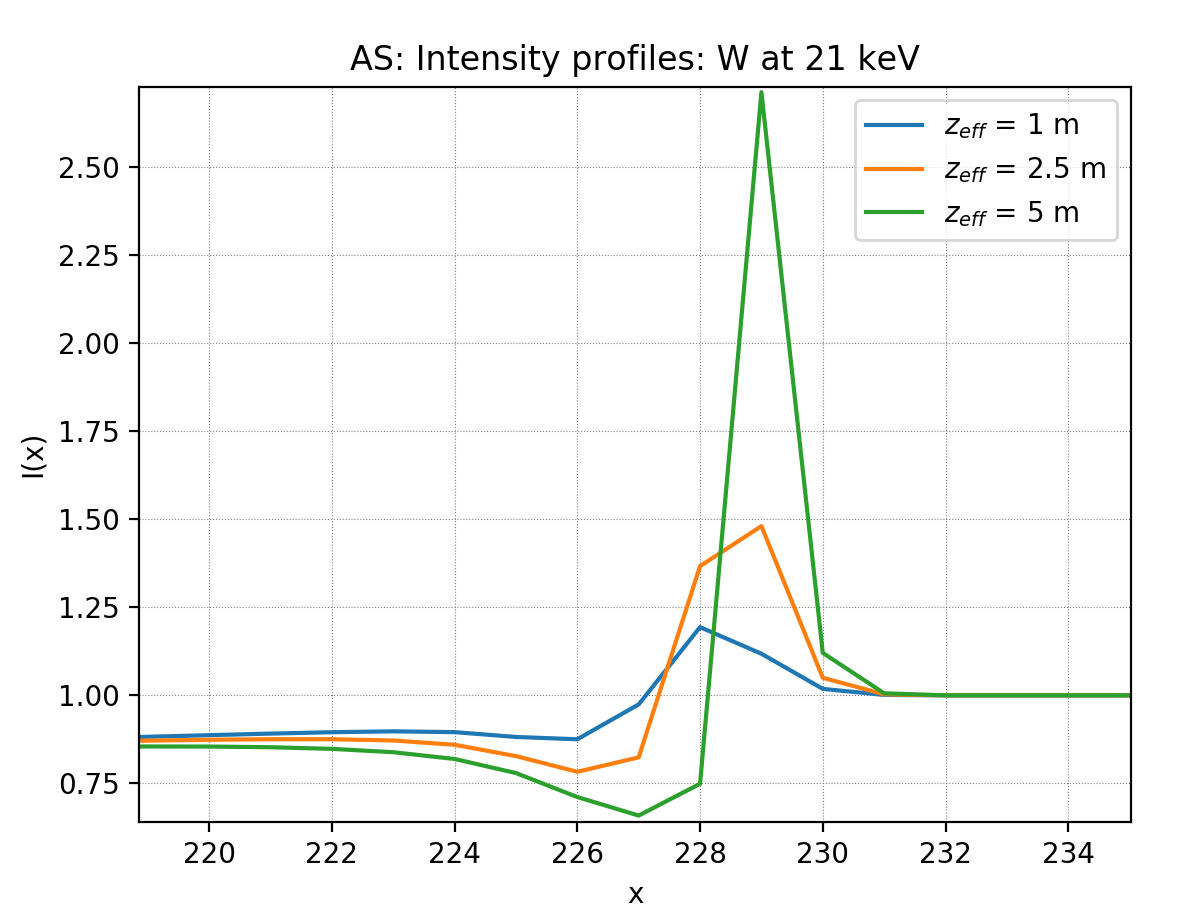 AS: Intensity profiles: W at 21 keV
z_eff = 1 m
z_eff = 2.5 m
z_eff = 5 m
I(x)
2.50
2.25
2.00
1.75
1.50
1.25
1.00
0.75
220 222 224 226 228 230 232 234
x